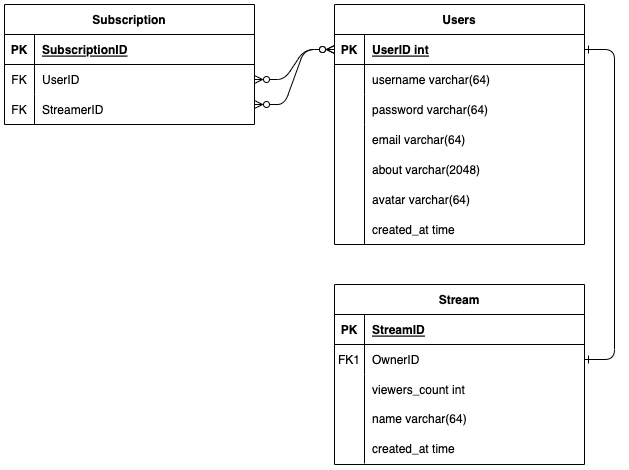 Subscription
PK SubscriptionID
FK UserID
FK StreamerID
Users
PK UserID int
username varchar(64)
password varchar(64)
email varchar(64)
about varchar(2048)
avatar varchar(64)
created_at time
Stream
PK StreamID
FK1 OwnerID
viewers_count int
name varchar(64)
created_at time